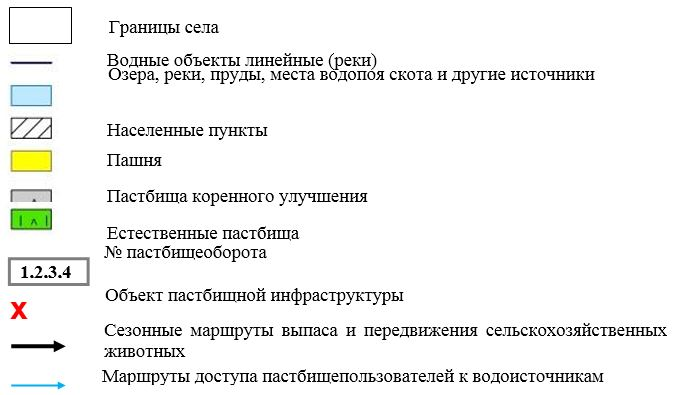 Границы села
Водные объекты линейные (реки)
Озера, реки, пруды, места водопоя скота и другие источники
Населенные пункты
Пашня
Пастбища коренного улучшения
Естественные пастбища
№ пастбищеоборота
1.2.3.4
Объект пастбищной инфраструктуры
X
Сезонные маршруты выпаса и передвижения сельскохозяйственных
животных
Маршруты доступа пастбищепользователей к водоисточникам